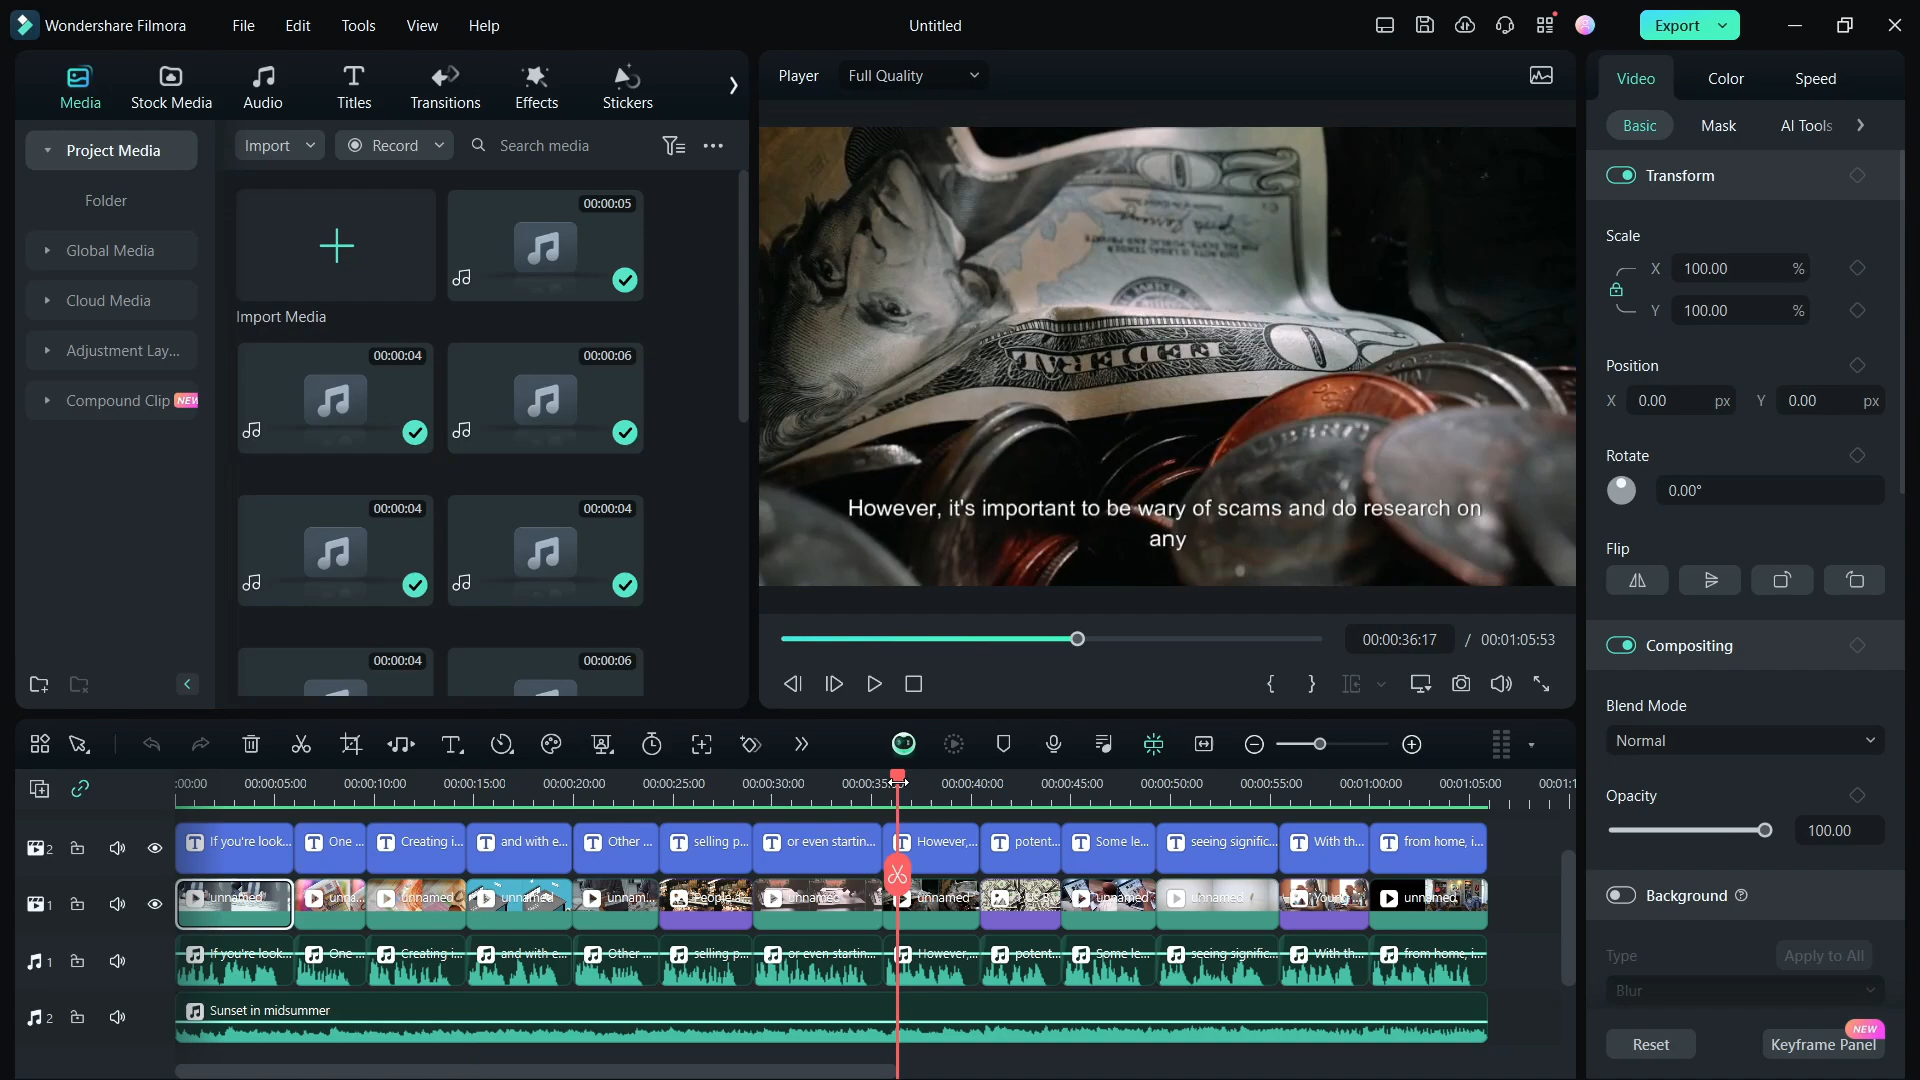 Wondershare Filmora
File
Edit
Tools
View
Help
Untitled
Export
Media
Stock Media
Audio
Titles
Transitions
Effects
Stickers
Project Media
Folder
Global Media
Cloud Media
Adjustment Lay...
Compound Clip NEW
Import
Record
Search media
00:00:05
Import Media
00:00:04
00:00:06
00:00:04
00:00:04
00:00:04
00:00:06
Player
Full Quality
FEDERAL
However, it's important to be wary of scams and do research on
any
00:00:36:17 / 00:01:05:53
Video
Color
Speed
Basic
Mask
AI Tools
Transform
Scale
X 100.00 %
Y 100.00 %
Position
X 0.00 px Y 0.00 px
Rotate
0.00°
Flip
Compositing
Blend Mode
Normal
Opacity
100.00
Background
Type
Apply to All
Blur
NEW
Reset
Keyframe Panel
:00:00 00:00:05:00 00:00:10:00 00:00:15:00 00:00:20:00 00:00:25:00 00:00:30:00 00:00:35:00 00:00:40:00 00:00:45:00 00:00:50:00 00:00:55:00 00:01:00:00 00:01:05:00 00:01:1
2 If you're look... One ... Creating i... and with e... Other ... selling p... or even startin... However,... potent... Some le... seeing signific... With th... from home, i...
1 unnamed unna... unnamed unnamed unnam... People a... unnamed unnamed unnamed unnamed Young ... unnamed
1 If you're look... One ... Creating i... and with e... Other ... selling p... or even startin... However,... potent... Some le... seeing signific... With th... from home, i...
2 Sunset in midsummer